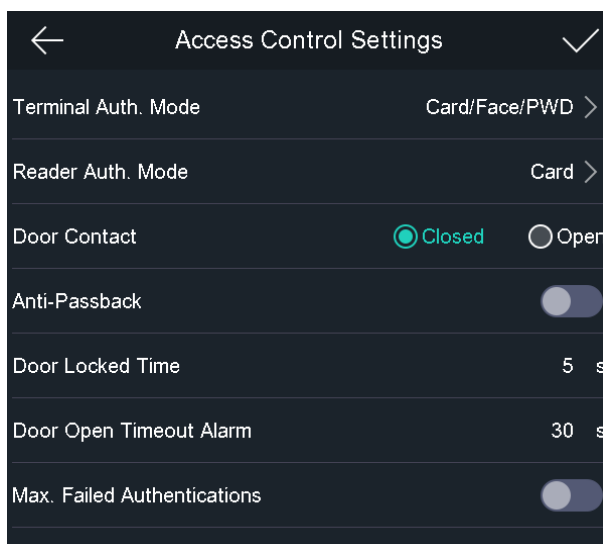 Access Control Settings
Terminal Auth. Mode Card/Face/PWD
Reader Auth. Mode Card
Door Contact Closed Open
Anti-Passback
Door Locked Time 5 s
Door Open Timeout Alarm 30 s
Max. Failed Authentications